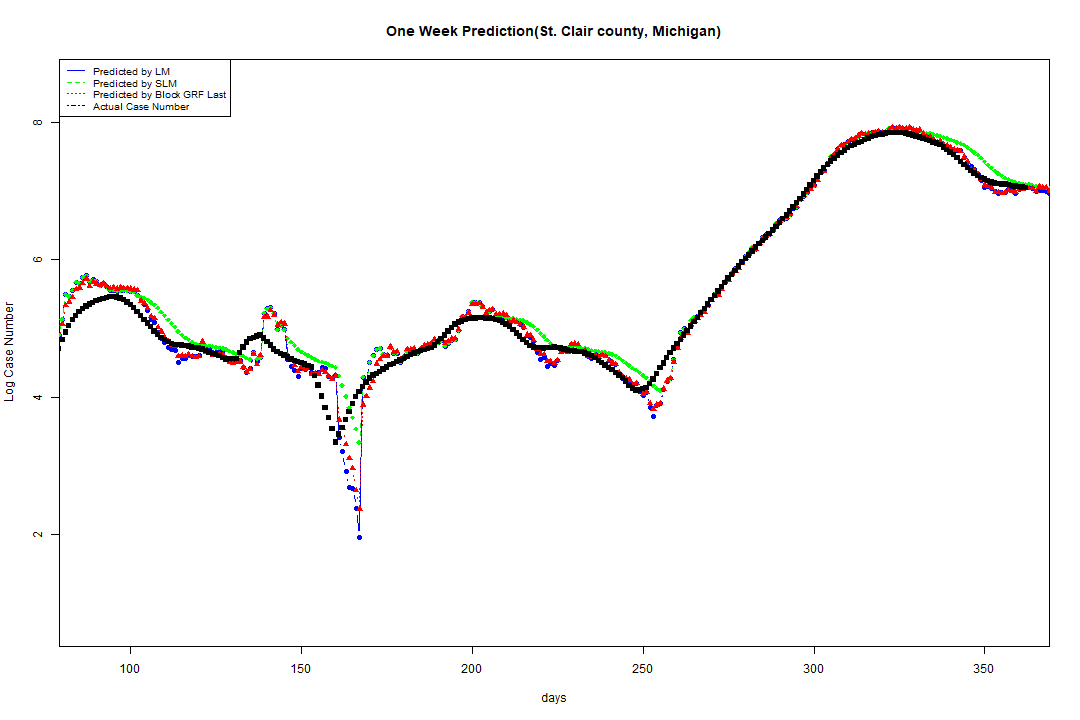 One Week Prediction(St. Clair county, Michigan)
Predicted by LM
Predicted by SLM
Predicted by Block GRF Last
Actual Case Number
8
6
4
2
Log Case Number
100 150 200 250 300 350
days